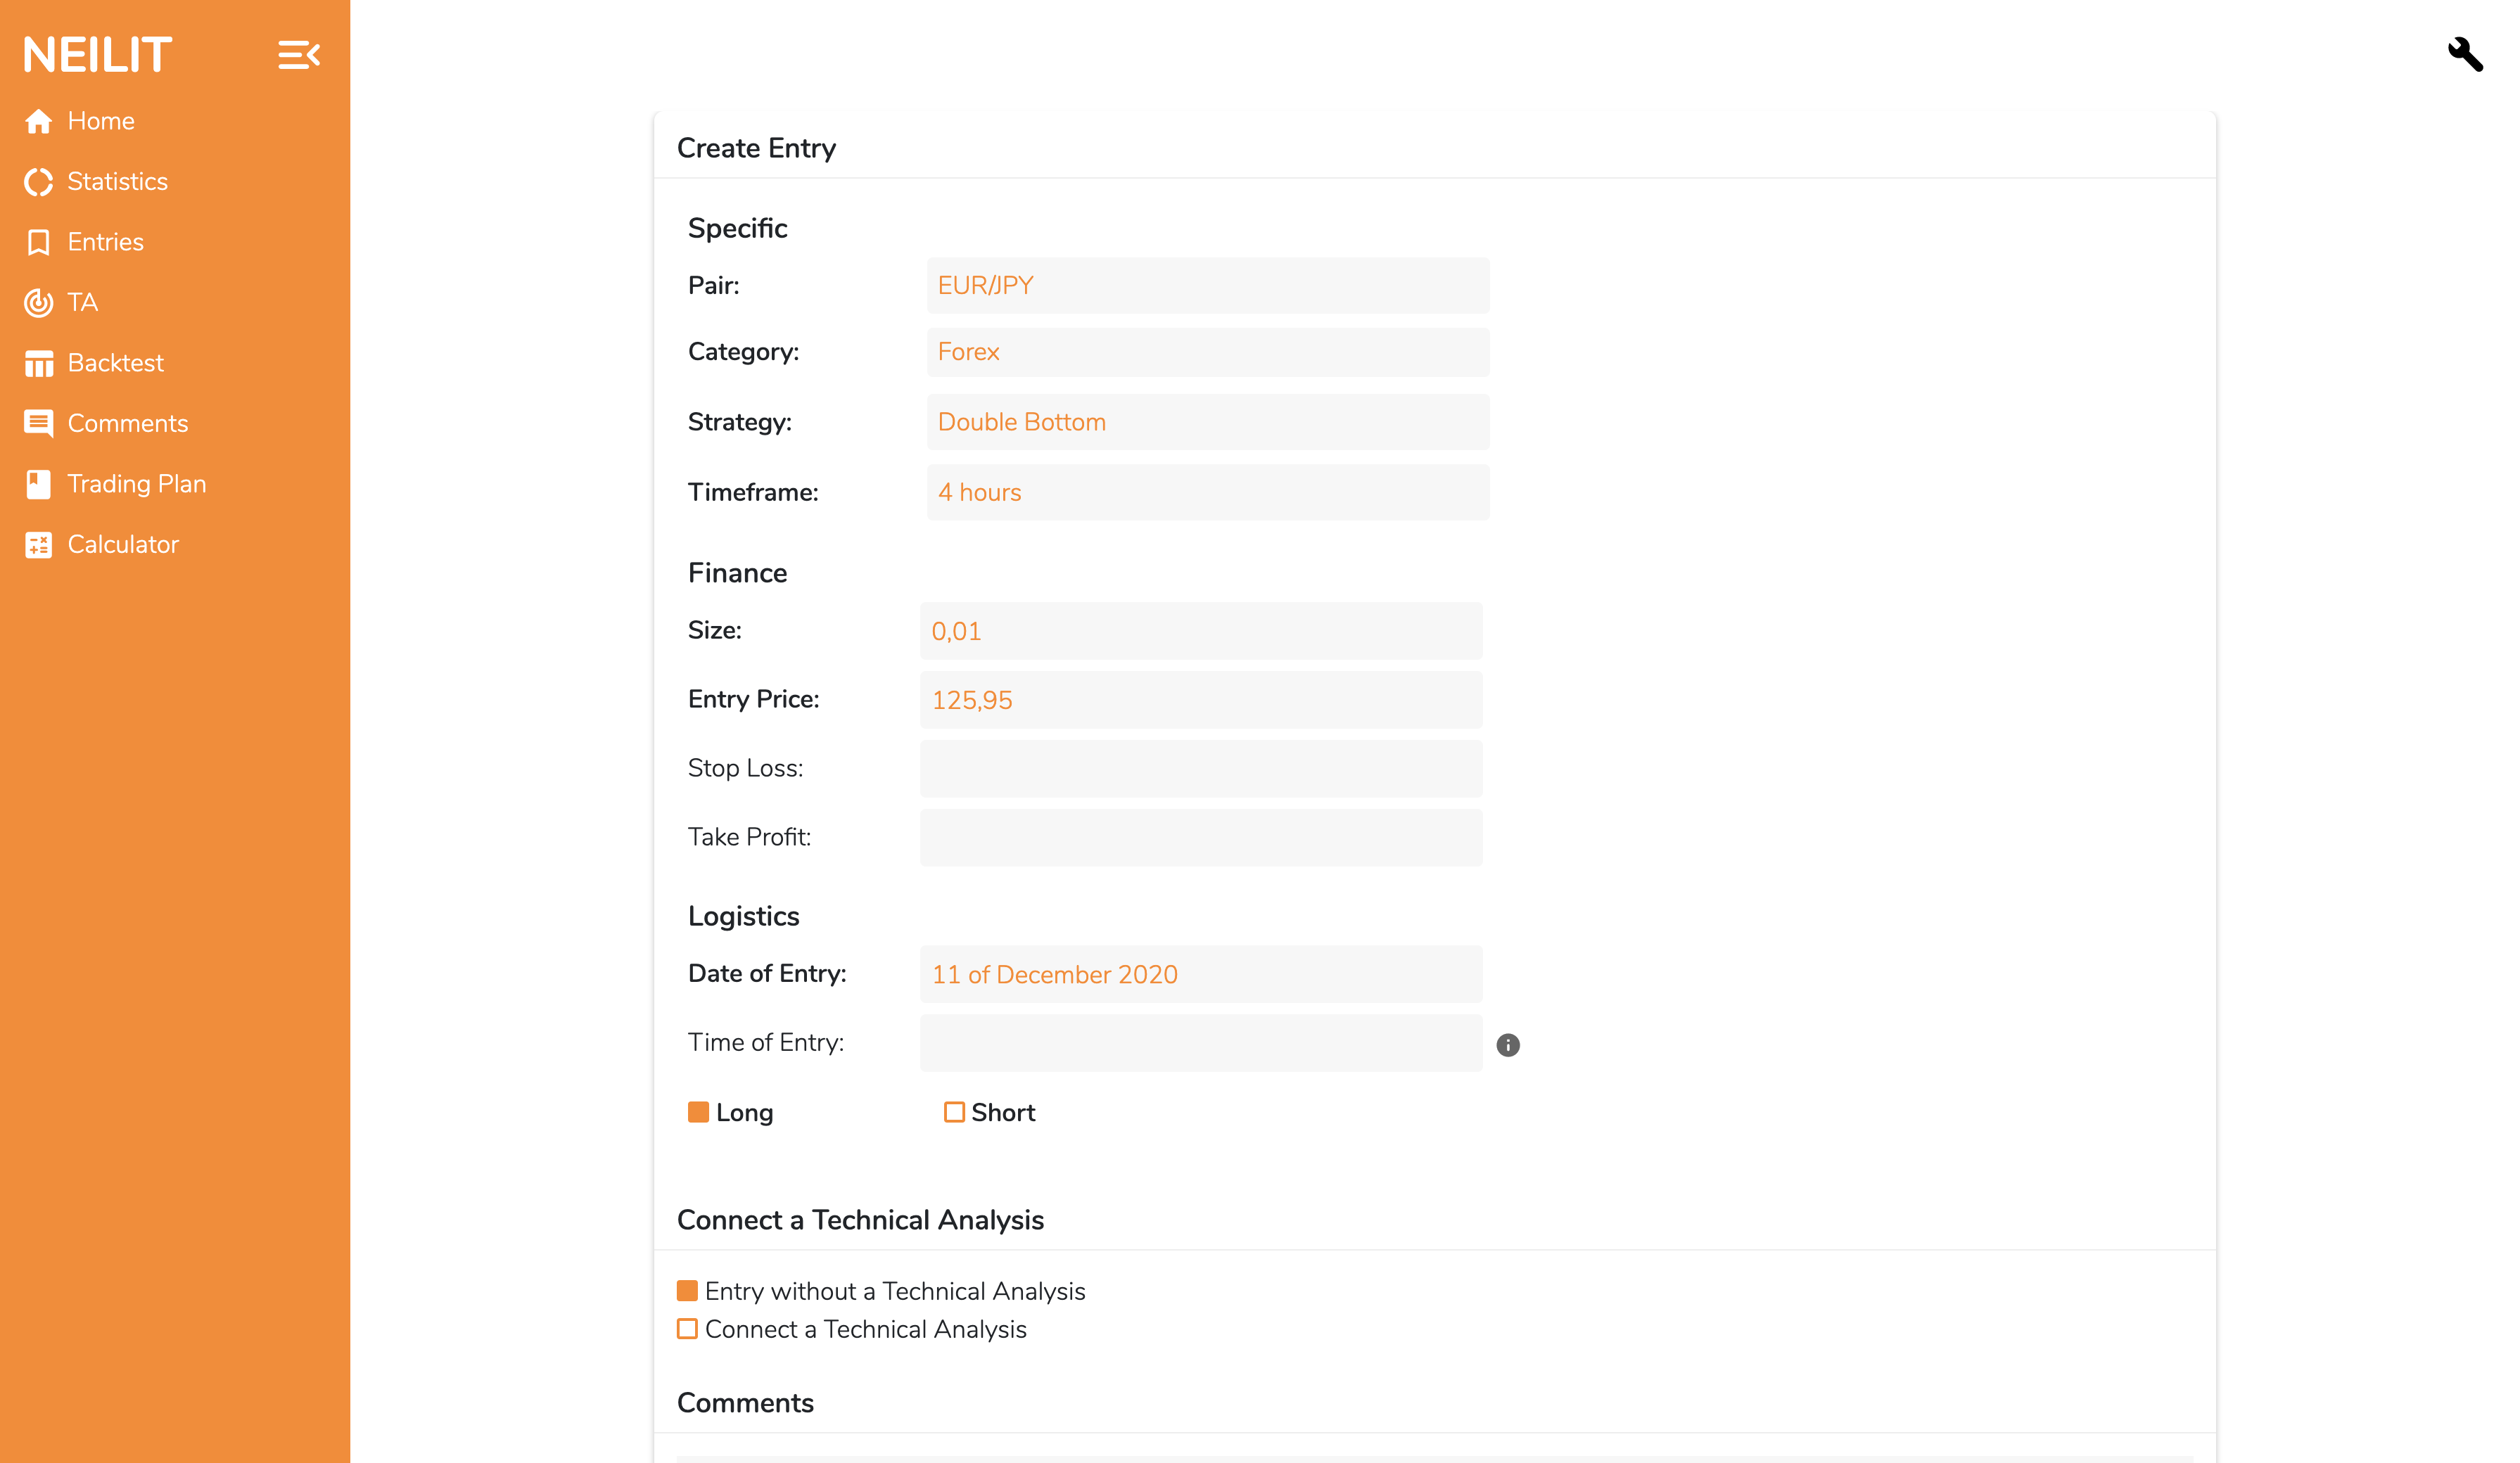 NEILIT
Home
Statistics
Entries
TA
Backtest
Comments
Trading Plan
Calculator
Create Entry
Specific
Pair: EUR/JPY
Category: Forex
Strategy: Double Bottom
Timeframe: 4 hours
Finance
Size: 0,01
Entry Price: 125,95
Stop Loss:
Take Profit:
Logistics
Date of Entry: 11 of December 2020
Time of Entry:
Long Short
Connect a Technical Analysis
Entry without a Technical Analysis
Connect a Technical Analysis
Comments